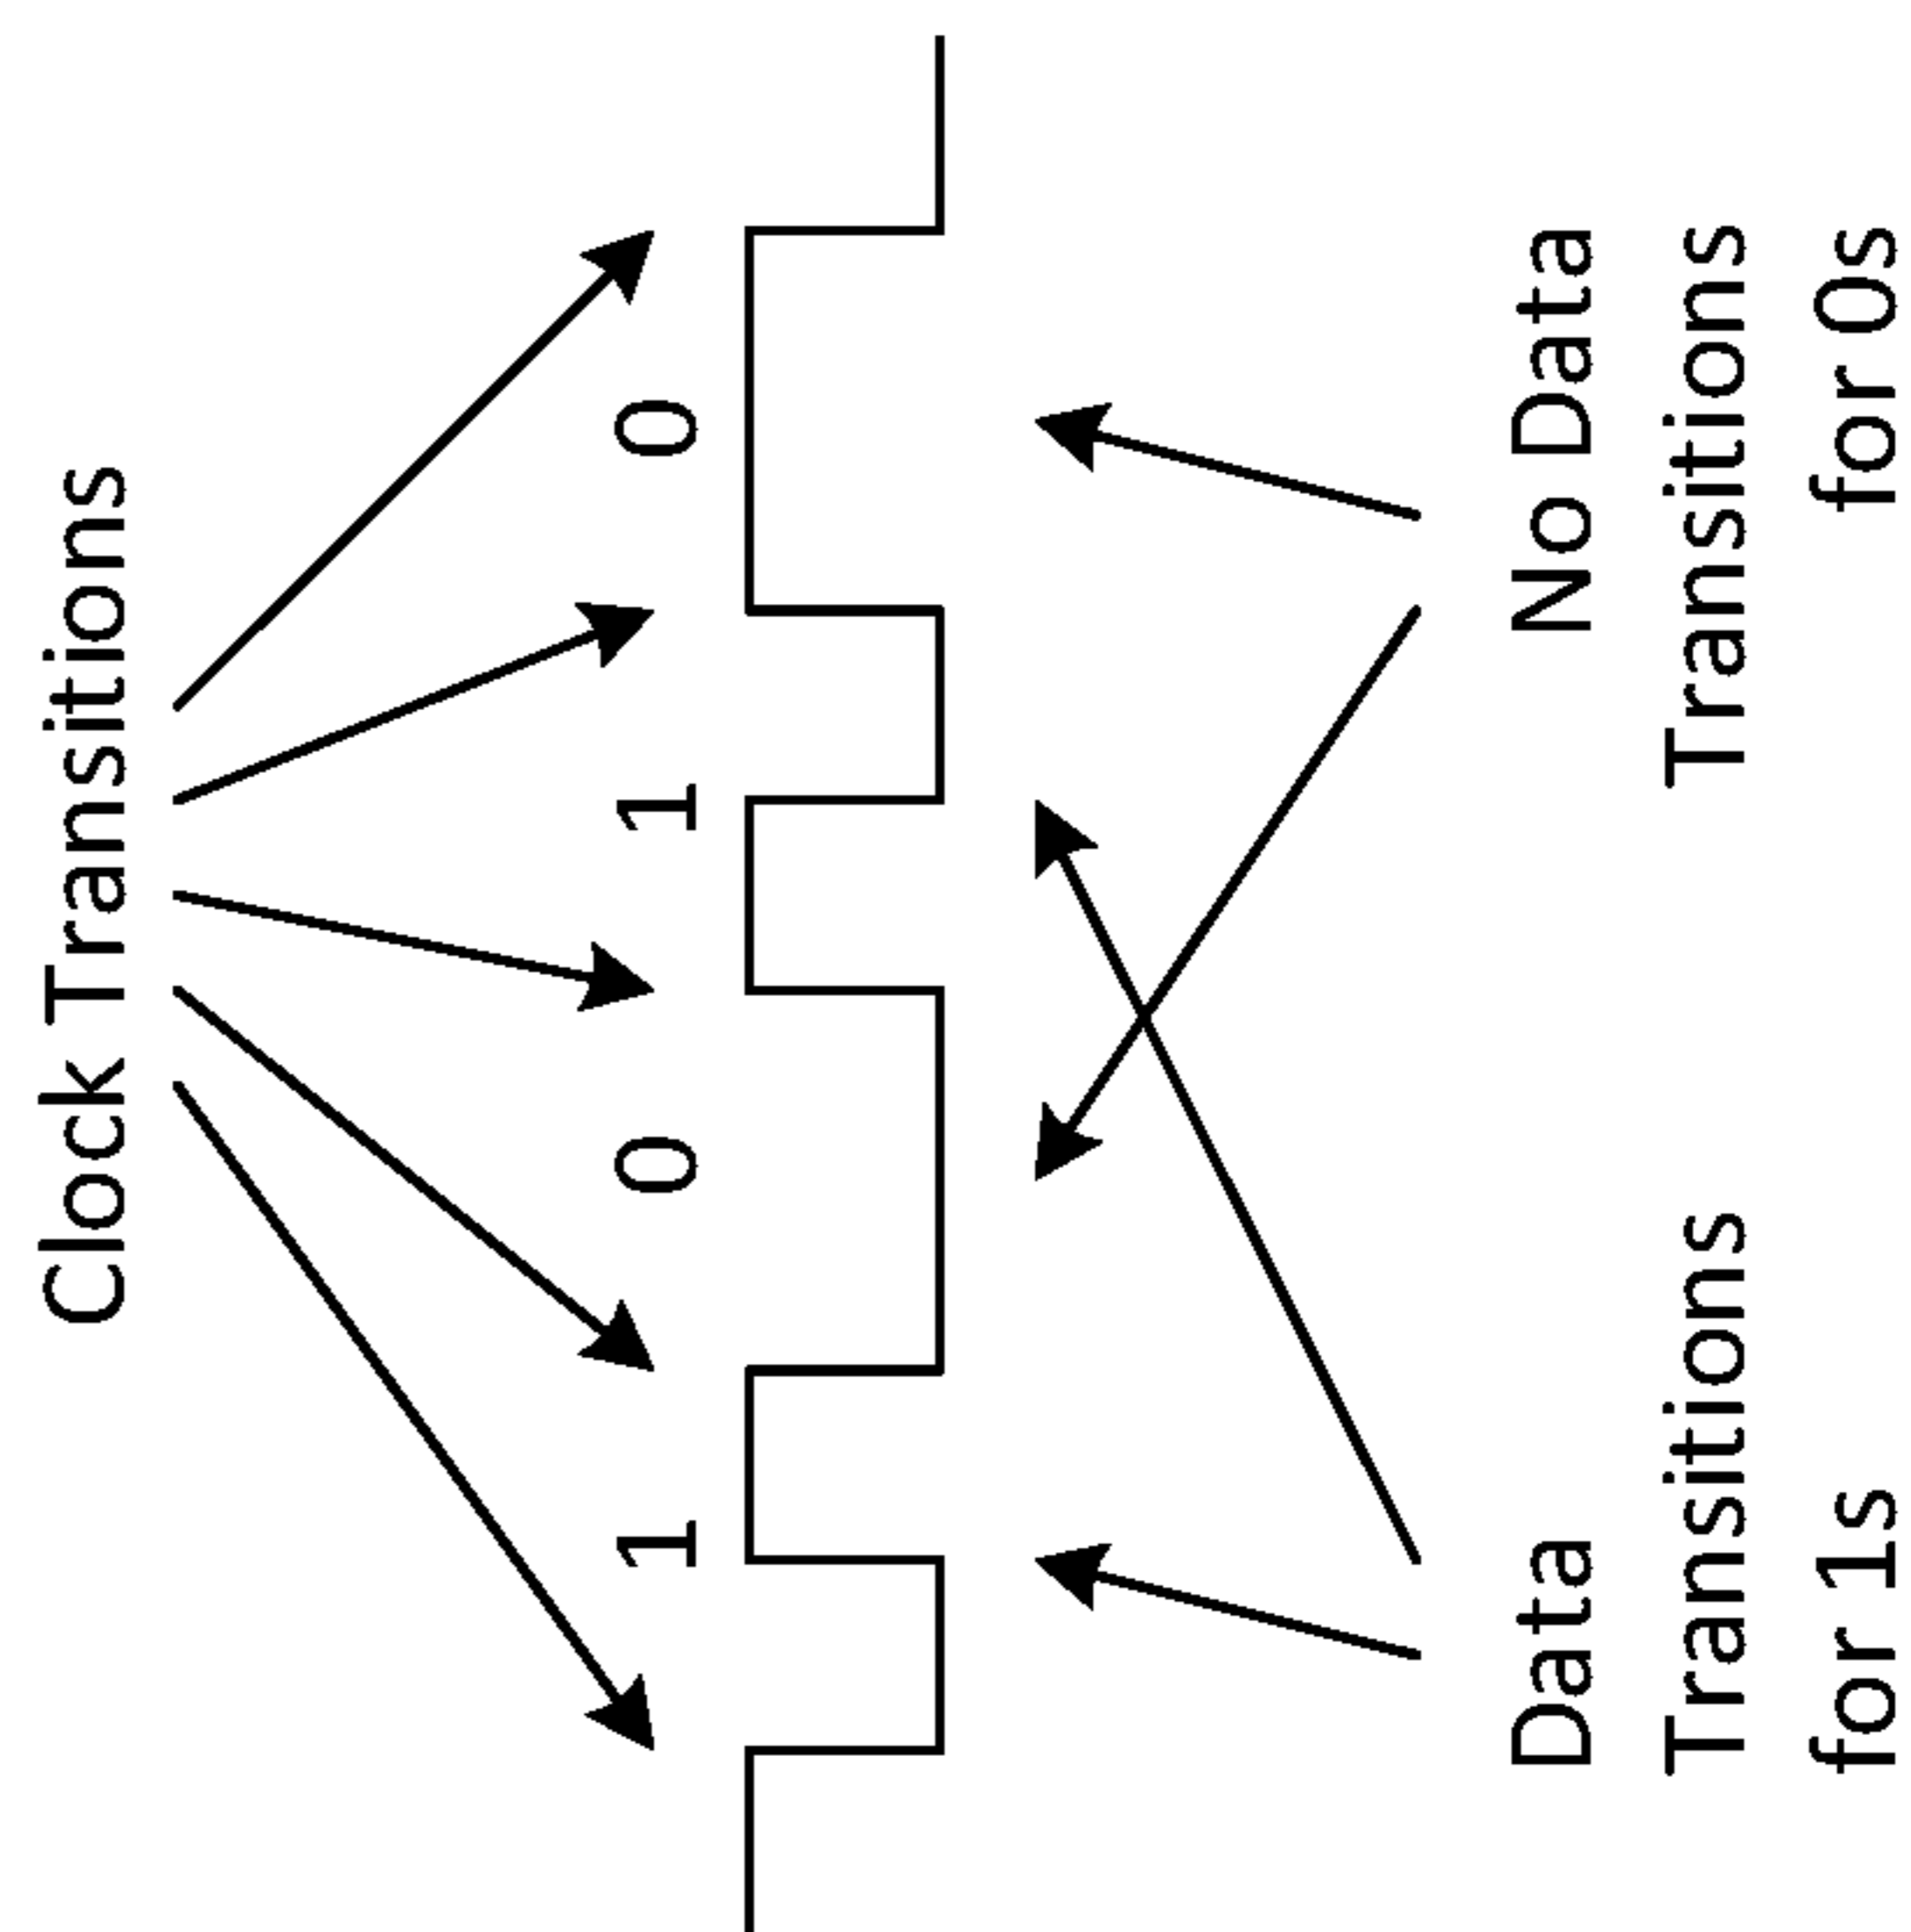 Clock Transitions
1 0 1 0
Data
Transitions
for 1s
No Data
Transitions
for 0s